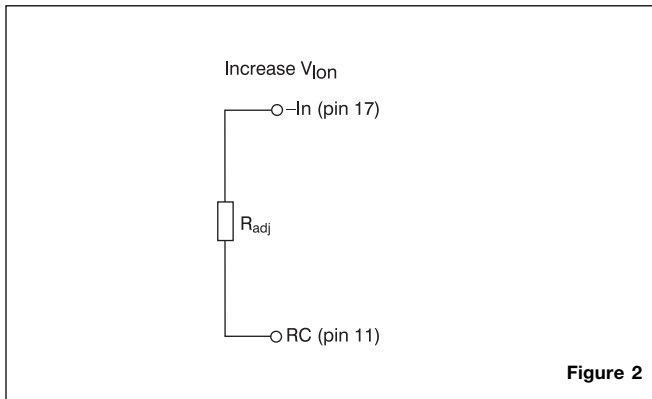 Increase VIon
–In (pin 17)
Radj
RC (pin 11)
Figure 2